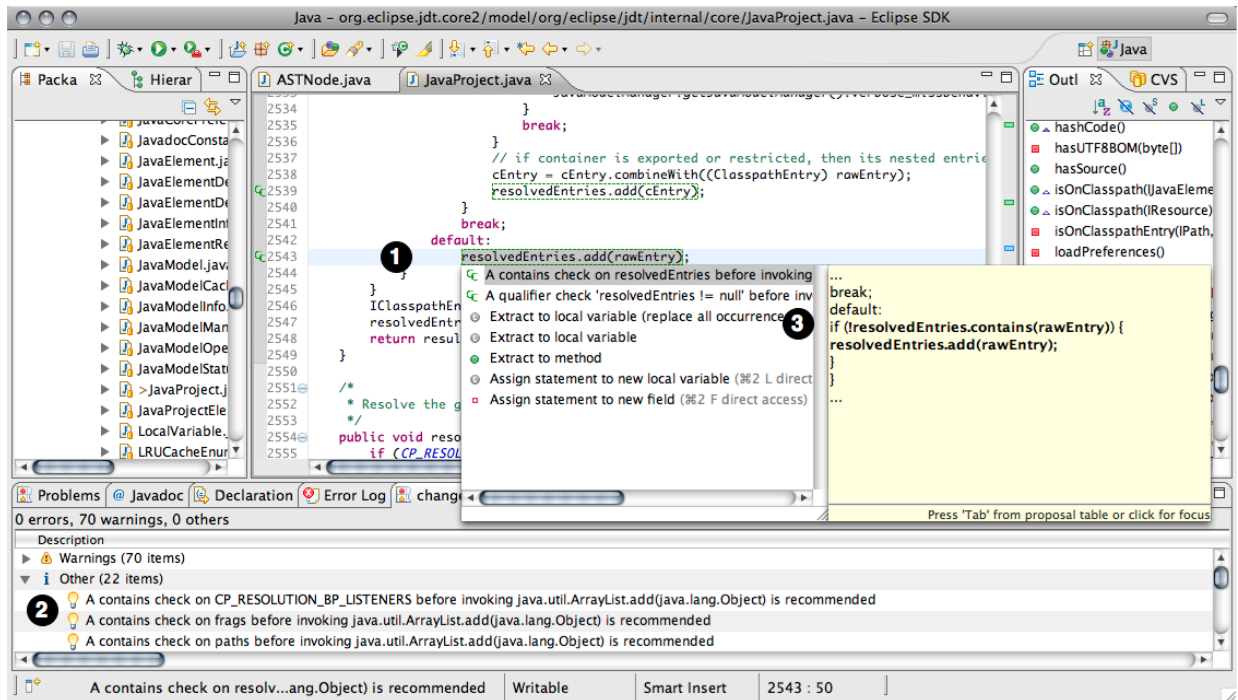 Java - org.eclipse.jdt.core2/model/org/eclipse/jdt/internal/core/JavaProject.java - Eclipse SDK
Java
Packa
Hierar
ASTNode.java
JavaProject.java
Outl
CVS
JavadocConsta
JavaElement.ja
JavaElementDe
JavaElementDe
JavaElementInf
JavaElementRe
JavaModel.java
JavaModelCach
JavaModelInfo.
JavaModelMan
JavaModelOpe
JavaModelStatu
>JavaProject.j
JavaProjectEle
LocalVariable.
LRUCacheEnur
2534 }
2535 break;
2536 }
2537 // if container is exported or restricted, then its nested entrie
2538 cEntry = cEntry.combineWith((ClasspathEntry) rawEntry);
2539 resolvedEntries.add(cEntry);
2540 }
2541 break;
2542 default:
2543 resolvedEntries.add(rawEntry);
2544 }
2545 }
2546 IClasspathEn
2547 resolvedEntr
2548 return resul
2549 }
2550
2551 /*
2552 * Resolve the g
2553 */
2554 public void reso
2555 if (CP_RESOL
1
A contains check on resolvedEntries before invoking
A qualifier check 'resolvedEntries != null' before inv
Extract to local variable (replace all occurrence
Extract to local variable
Extract to method
Assign statement to new local variable (⌘2 L direct
Assign statement to new field (⌘2 F direct access)
3
...
break;
default:
if (!resolvedEntries.contains(rawEntry)) {
resolvedEntries.add(rawEntry);
}
}
...
Press 'Tab' from proposal table or click for focus
hashCode()
hasUTF8BOM(byte[])
hasSource()
isOnClasspath(IJavaEleme
isOnClasspath(IResource)
isOnClasspathEntry(IPath,
loadPreferences()
Problems
@ Javadoc
Declaration
Error Log
chang
0 errors, 70 warnings, 0 others
Description
Warnings (70 items)
Other (22 items)
2
A contains check on CP_RESOLUTION_BP_LISTENERS before invoking java.util.ArrayList.add(java.lang.Object) is recommended
A contains check on frags before invoking java.util.ArrayList.add(java.lang.Object) is recommended
A contains check on paths before invoking java.util.ArrayList.add(java.lang.Object) is recommended
A contains check on resolv...ang.Object) is recommended
Writable
Smart Insert
2543 : 50